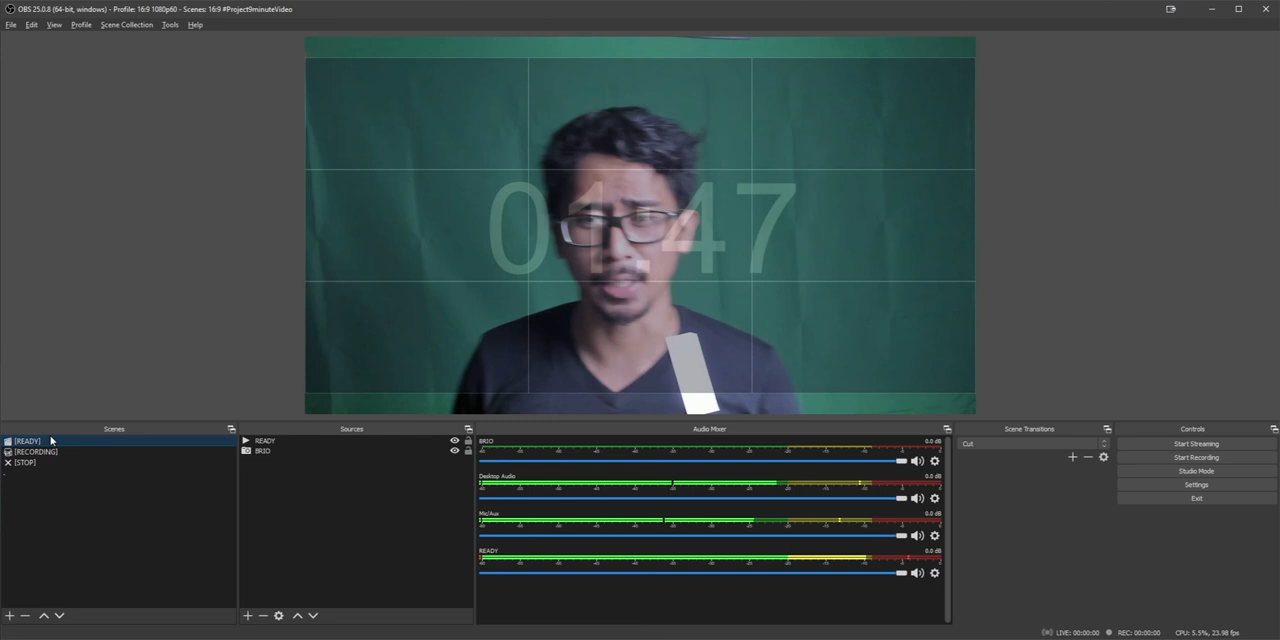 OBS 25.0.8 (64-bit, windows) - Profile: 16:9 1080p60 - Scenes: 16:9 #Project9minuteVideo
File Edit View Profile Scene Collection Tools Help
01.47
Scenes
[READY]
[RECORDING]
[STOP]
Sources
READY
BRIO
Audio Mixer
BRIO 0.0 dB
Desktop Audio 0.0 dB
Mic/Aux 0.0 dB
READY 0.0 dB
Scene Transitions
Cut
Controls
Start Streaming
Start Recording
Studio Mode
Settings
Exit
LIVE: 00:00:00 REC: 00:00:00 CPU: 5.5%, 23.98 fps